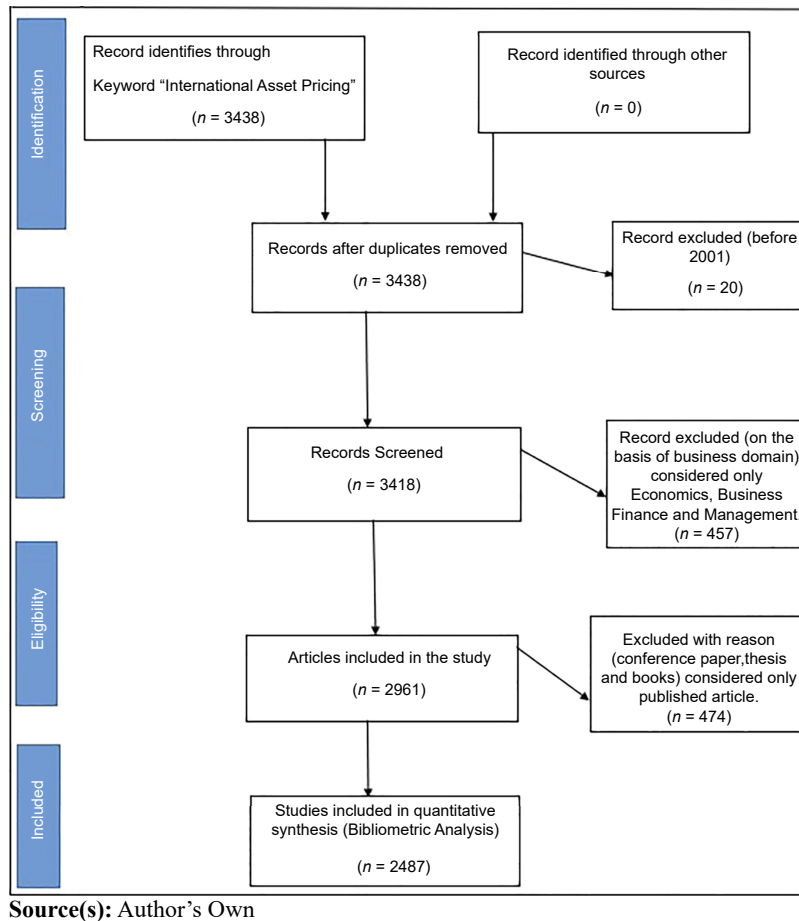 Identification
Record identifies through
Keyword “International Asset Pricing”
(n = 3438)
Record identified through other
sources
(n = 0)
Records after duplicates removed
(n = 3438)
Record excluded (before
2001)
(n = 20)
Screening
Records Screened
(n = 3418)
Record excluded (on the
basis of business domain)
considered only
Economics, Business
Finance and Management.
(n = 457)
Eligibility
Articles included in the study
(n = 2961)
Excluded with reason
(conference paper,thesis
and books) considered only
published article.
(n = 474)
Included
Studies included in quantitative
synthesis (Bibliometric Analysis)
(n = 2487)
Source(s): Author’s Own